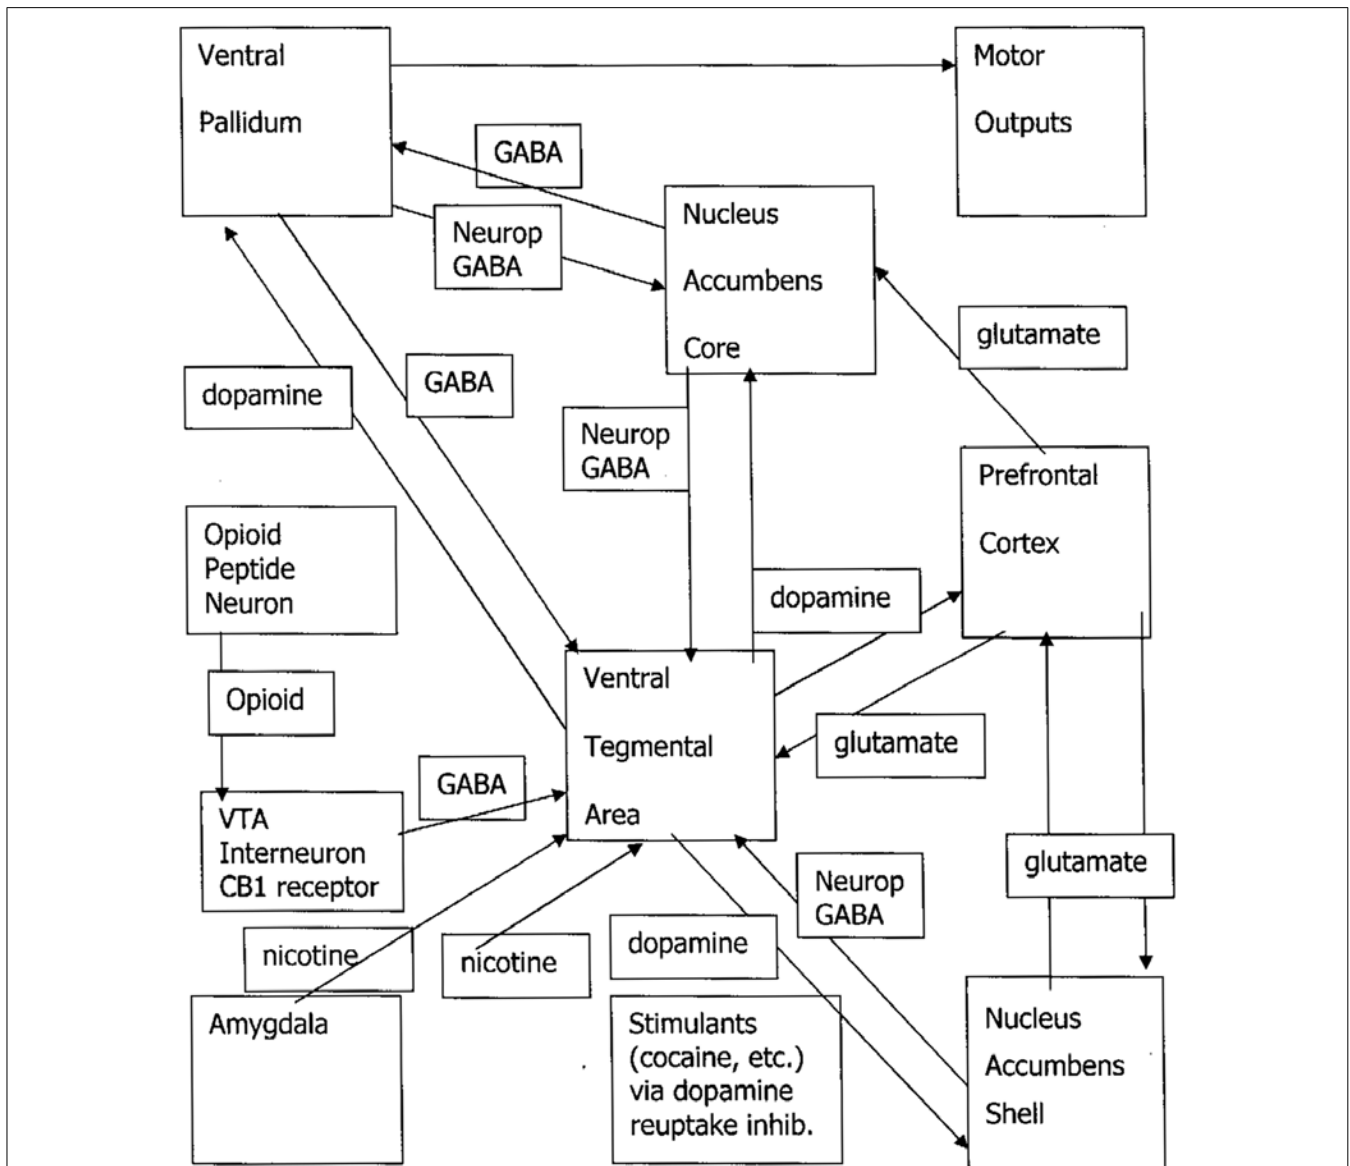 Ventral
Pallidum
Motor
Outputs
GABA
Neurop
GABA
Nucleus
Accumbens
Core
glutamate
dopamine
GABA
Neurop
GABA
Prefrontal
Cortex
Opioid
Peptide
Neuron
dopamine
Opioid
Ventral
Tegmental
Area
glutamate
GABA
VTA
Interneuron
CB1 receptor
glutamate
Neurop
GABA
nicotine
nicotine
dopamine
Amygdala
Stimulants
(cocaine, etc.)
via dopamine
reuptake inhib.
Nucleus
Accumbens
Shell